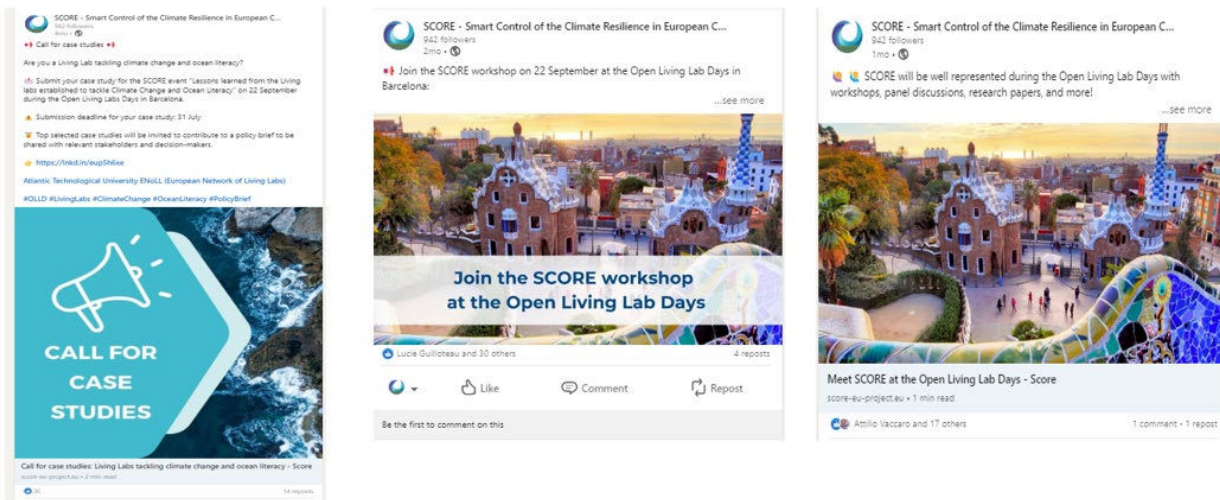 SCORE - Smart Control of the Climate Resilience in European C...
942 followers
4mo •
Call for case studies
Are you a Living Lab tackling climate change and ocean literacy?
Submit your case study for the SCORE event "Lessons learned from the Living
labs established to tackle Climate Change and Ocean Literacy" on 22 September
during the Open Living Labs Days in Barcelona.
Submission deadline for your case study: 31 July
Top selected case studies will be invited to contribute to a policy brief to be
shared with relevant stakeholders and decision-makers.
https://lnkd.in/eup5h6xe
Atlantic Technological University ENoLL (European Network of Living Labs)
#OLLD #LivingLabs #ClimateChange #OceanLiteracy #PolicyBrief
CALL FOR
CASE
STUDIES
Call for case studies: Living Labs tackling climate change and ocean literacy - Score
score-eu-project.eu • 2 min read
14 reposts
SCORE - Smart Control of the Climate Resilience in European C...
942 followers
2mo •
Join the SCORE workshop on 22 September at the Open Living Lab Days in
Barcelona:
...see more
Join the SCORE workshop
at the Open Living Lab Days
Lucie Guilloteau and 30 others
4 reposts
Like
Comment
Repost
Be the first to comment on this
SCORE - Smart Control of the Climate Resilience in European C...
942 followers
1mo •
SCORE will be well represented during the Open Living Lab Days with
workshops, panel discussions, research papers, and more!
...see more
Meet SCORE at the Open Living Lab Days - Score
score-eu-project.eu • 1 min read
Attilio Vaccaro and 17 others
1 comment • 1 repost